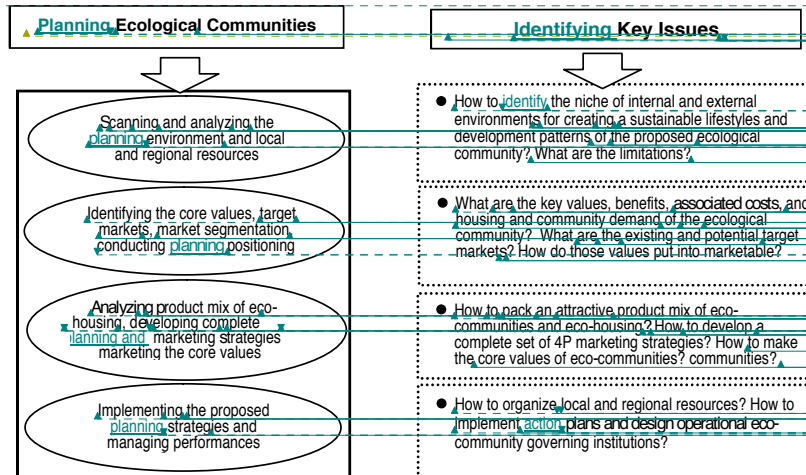 Planning Ecological Communities
Identifying Key Issues
Scanning and analyzing the
planning environment and local
and regional resources
Identifying the core values, target
markets, market segmentation,
conducting planning positioning
Analyzing product mix of eco-
housing, developing complete
planning and marketing strategies
marketing the core values
Implementing the proposed
planning strategies and
managing performances
● How to identify the niche of internal and external
environments for creating a sustainable lifestyles and
development patterns of the proposed ecological
community? What are the limitations?
● What are the key values, benefits, associated costs, and
housing and community demand of the ecological
community? What are the existing and potential target
markets? How do those values put into marketable?
● How to pack an attractive product mix of eco-
communities and eco-housing? How to develop a
complete set of 4P marketing strategies? How to make
the core values of eco-communities? communities?
● How to organize local and regional resources? How to
implement action plans and design operational eco-
community governing institutions?